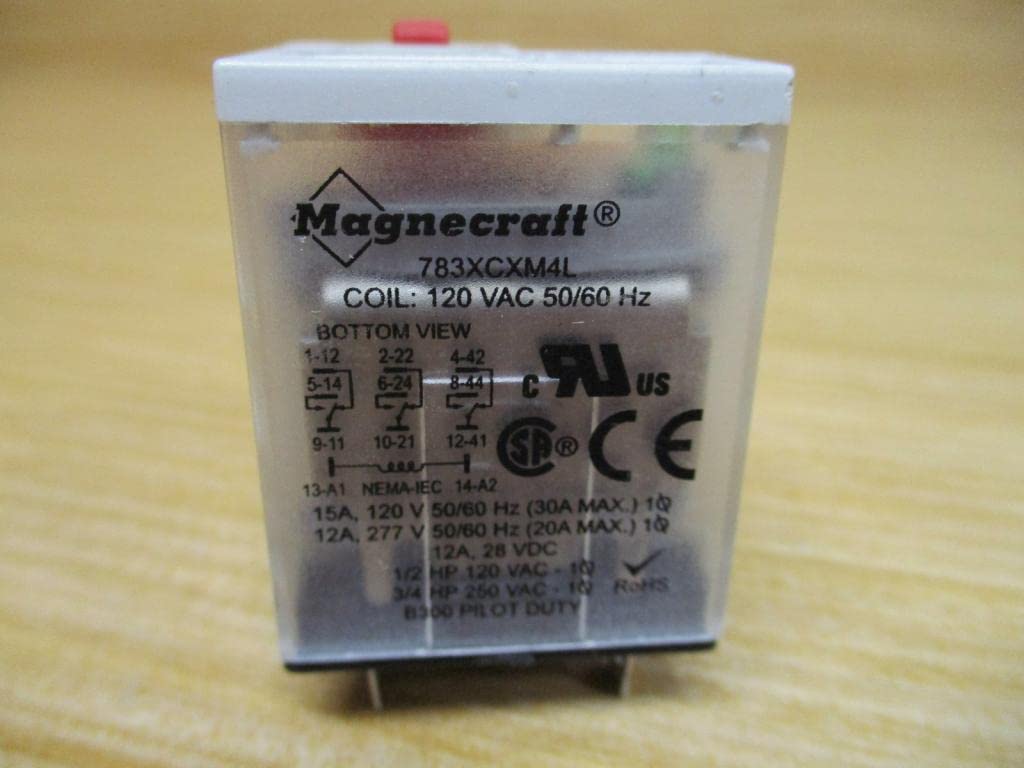 Magnecraft®
783XCXM4L
COIL: 120 VAC 50/60 Hz
BOTTOM VIEW
1-12 2-22 4-42
5-14 6-24 8-44
C RU US
9-11 10-21 12-41
SA® CE
13-A1 NEMA-IEC 14-A2
15A, 120 V 50/60 Hz (30A MAX.) 1Ø
12A, 277 V 50/60 Hz (20A MAX.) 1Ø
12A, 28 VDC
1/2 HP 120 VAC - 1Ø
3/4 HP 250 VAC - 1Ø
RoHS
B300 PILOT DUTY